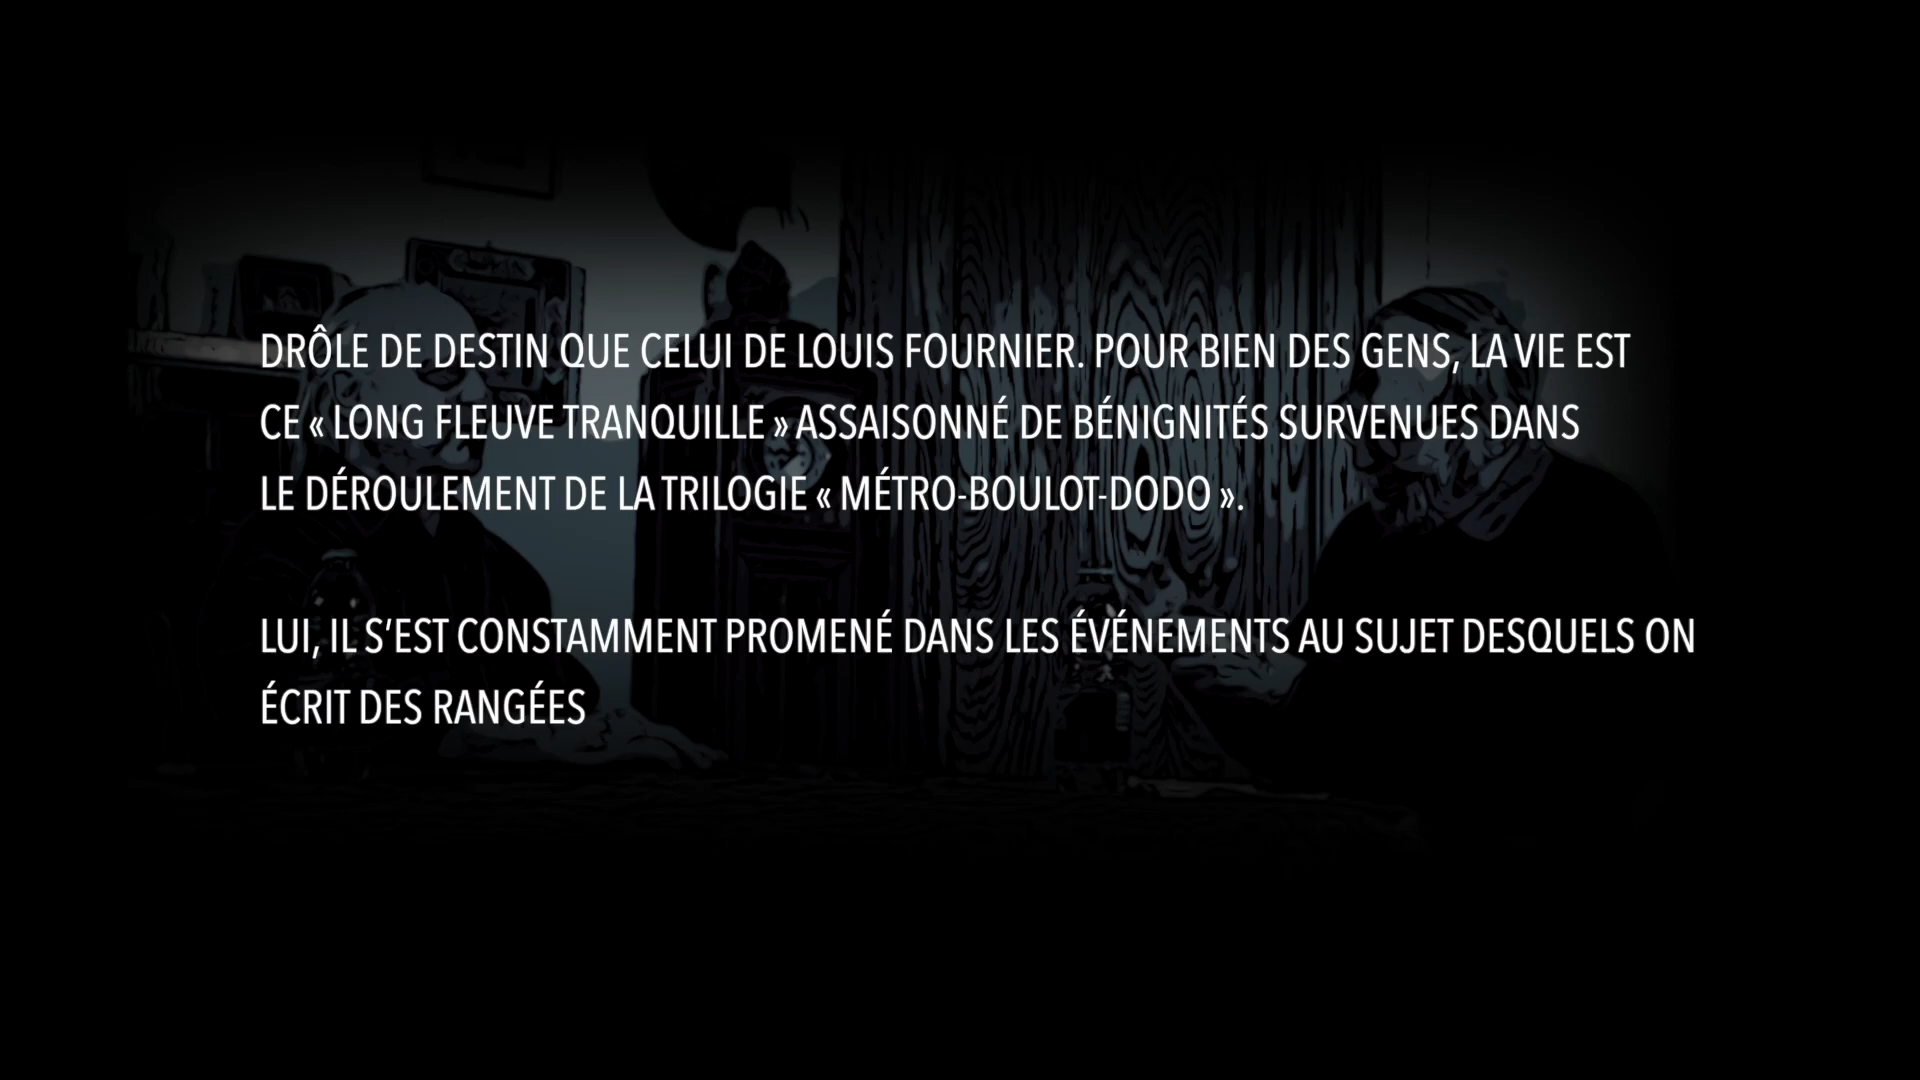 DRÔLE DE DESTIN QUE CELUI DE LOUIS FOURNIER. POUR BIEN DES GENS, LA VIE EST
CE « LONG FLEUVE TRANQUILLE » ASSAISONNÉ DE BÉNIGNITÉS SURVENUES DANS
LE DÉROULEMENT DE LA TRILOGIE « MÉTRO-BOULOT-DODO ».
LUI, IL S’EST CONSTAMMENT PROMENÉ DANS LES ÉVÉNEMENTS AU SUJET DESQUELS ON
ÉCRIT DES RANGÉES